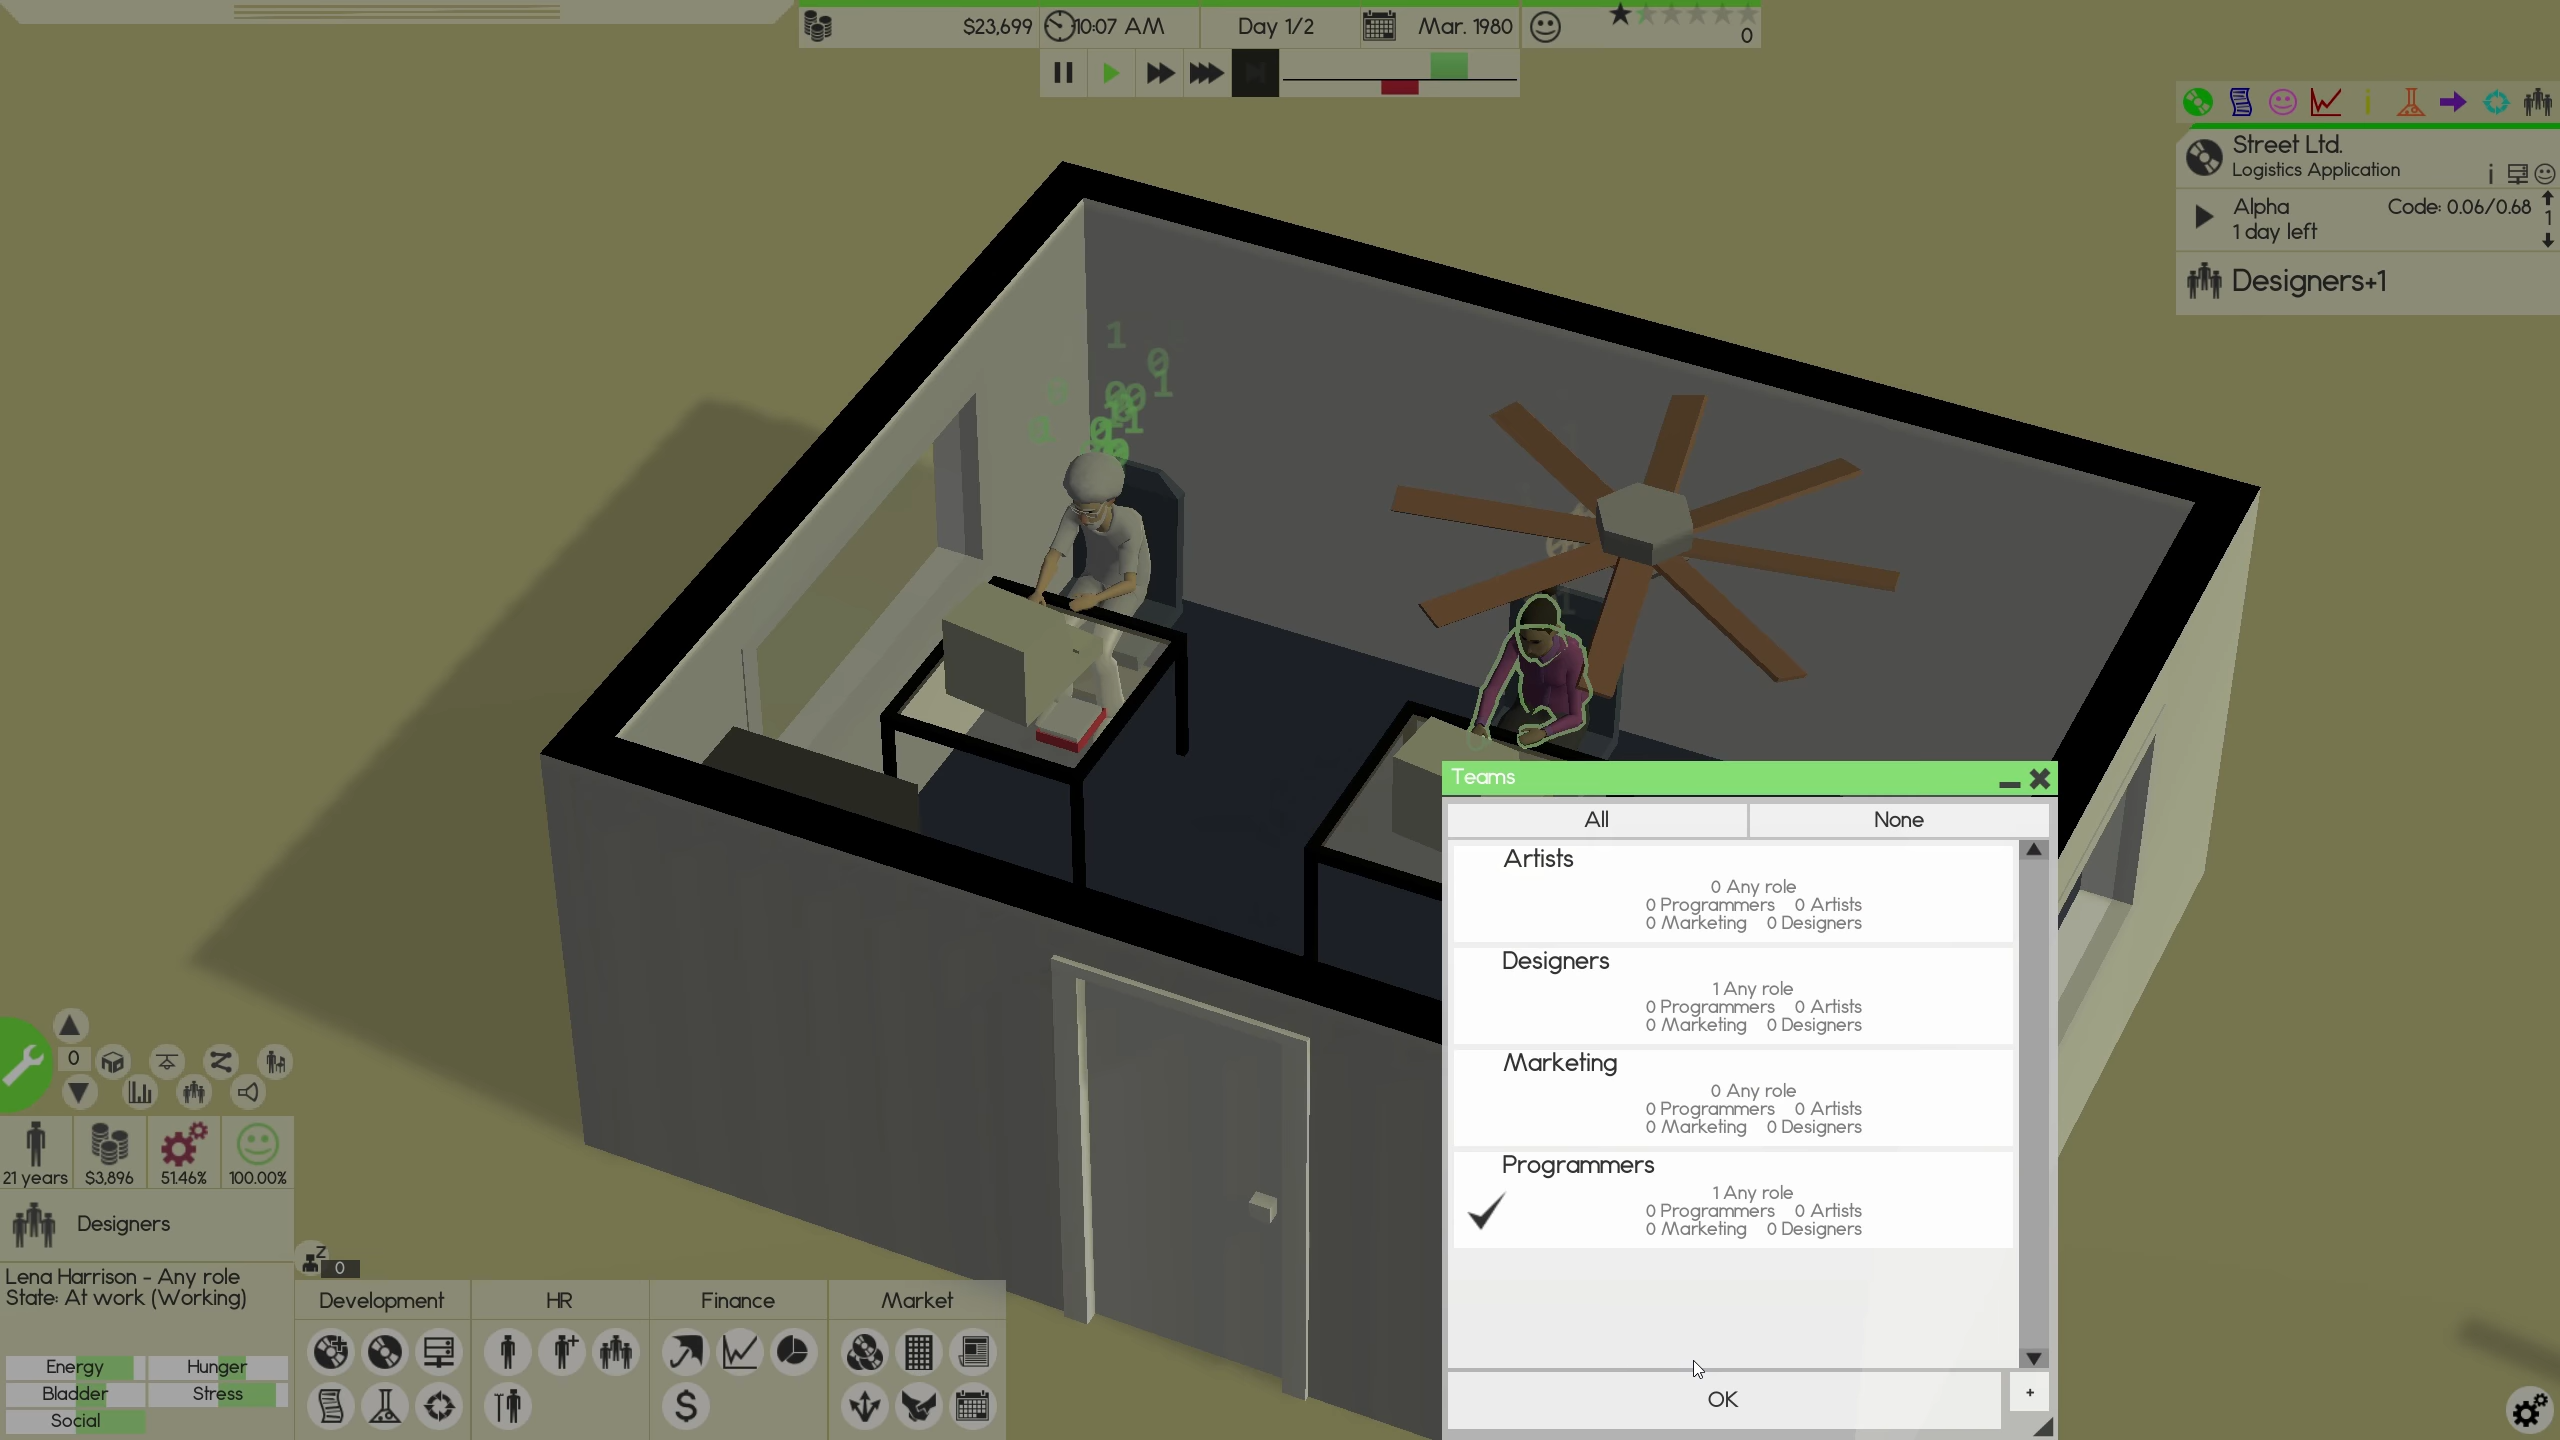 $23,699
10:07 AM
Day 1/2
Mar. 1980
0
Street Ltd.
Logistics Application
i
Alpha
Code: 0.06/0.68
1
1 day left
Designers+1
1
0
1
Teams
All
None
Artists
0 Any role
0 Programmers 0 Artists
0 Marketing 0 Designers
Designers
1 Any role
0 Programmers 0 Artists
0 Marketing 0 Designers
Marketing
0 Any role
0 Programmers 0 Artists
0 Marketing 0 Designers
Programmers
1 Any role
0 Programmers 0 Artists
0 Marketing 0 Designers
OK
+
0
21 years
$3,896
51.46%
100.00%
Designers
Z
0
Lena Harrison - Any role
State: At work (Working)
Energy
Hunger
Bladder
Stress
Social
Development
HR
Finance
Market
$